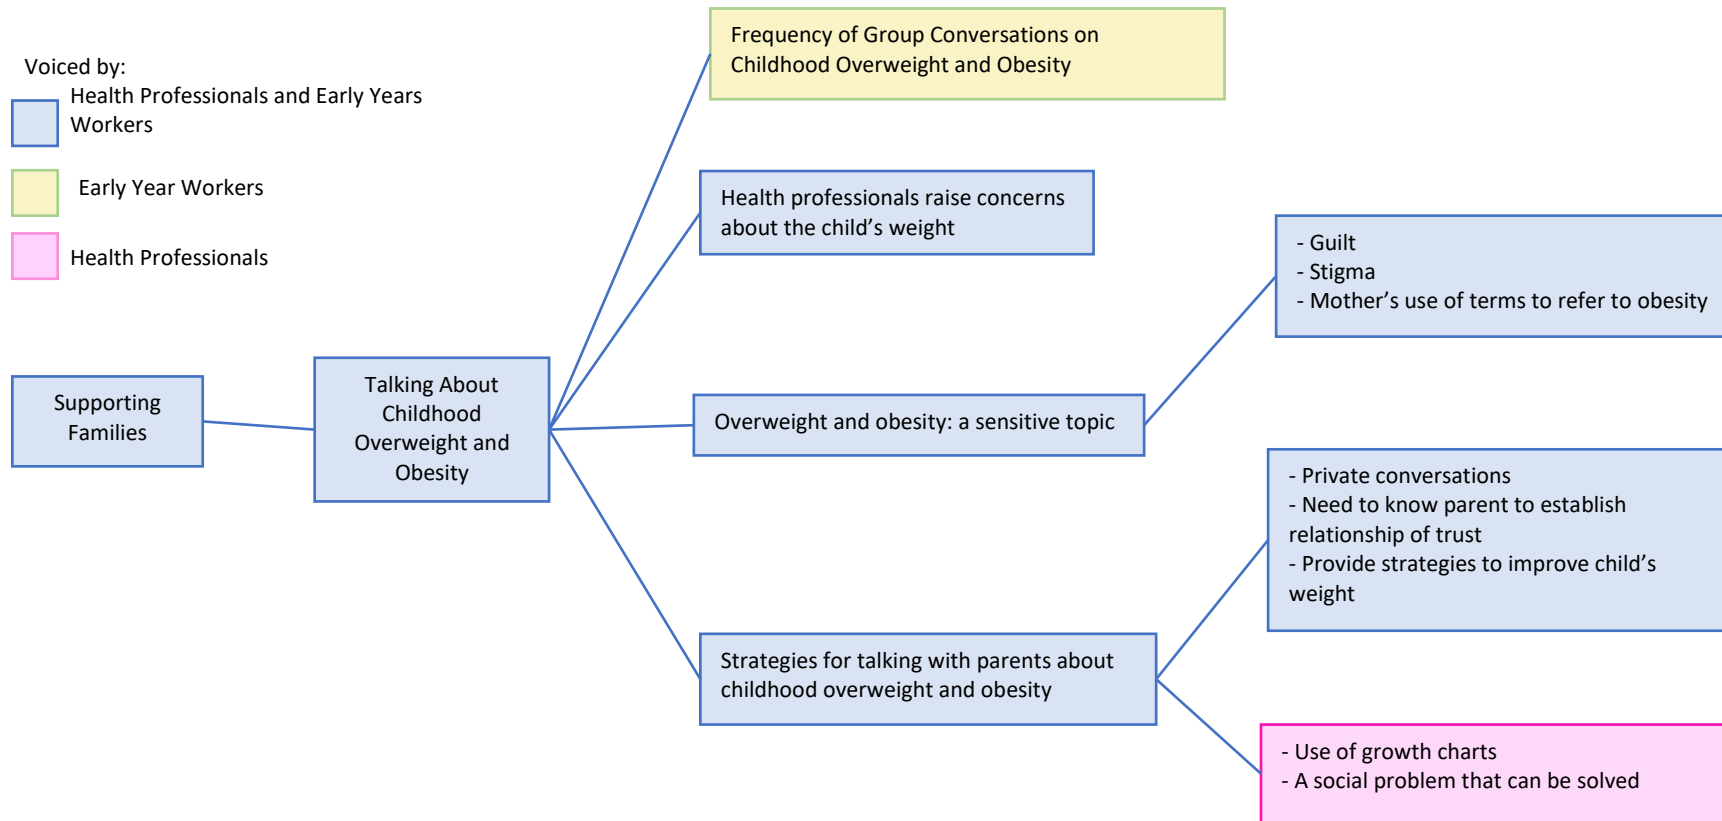 Voiced by:
Health Professionals and Early Years
Workers
Early Year Workers
Health Professionals
Supporting
Families
Talking About
Childhood
Overweight and
Obesity
Frequency of Group Conversations on
Childhood Overweight and Obesity
Health professionals raise concerns
about the child’s weight
Overweight and obesity: a sensitive topic
Strategies for talking with parents about
childhood overweight and obesity
- Guilt
- Stigma
- Mother’s use of terms to refer to obesity
- Private conversations
- Need to know parent to establish
relationship of trust
- Provide strategies to improve child’s
weight
- Use of growth charts
- A social problem that can be solved